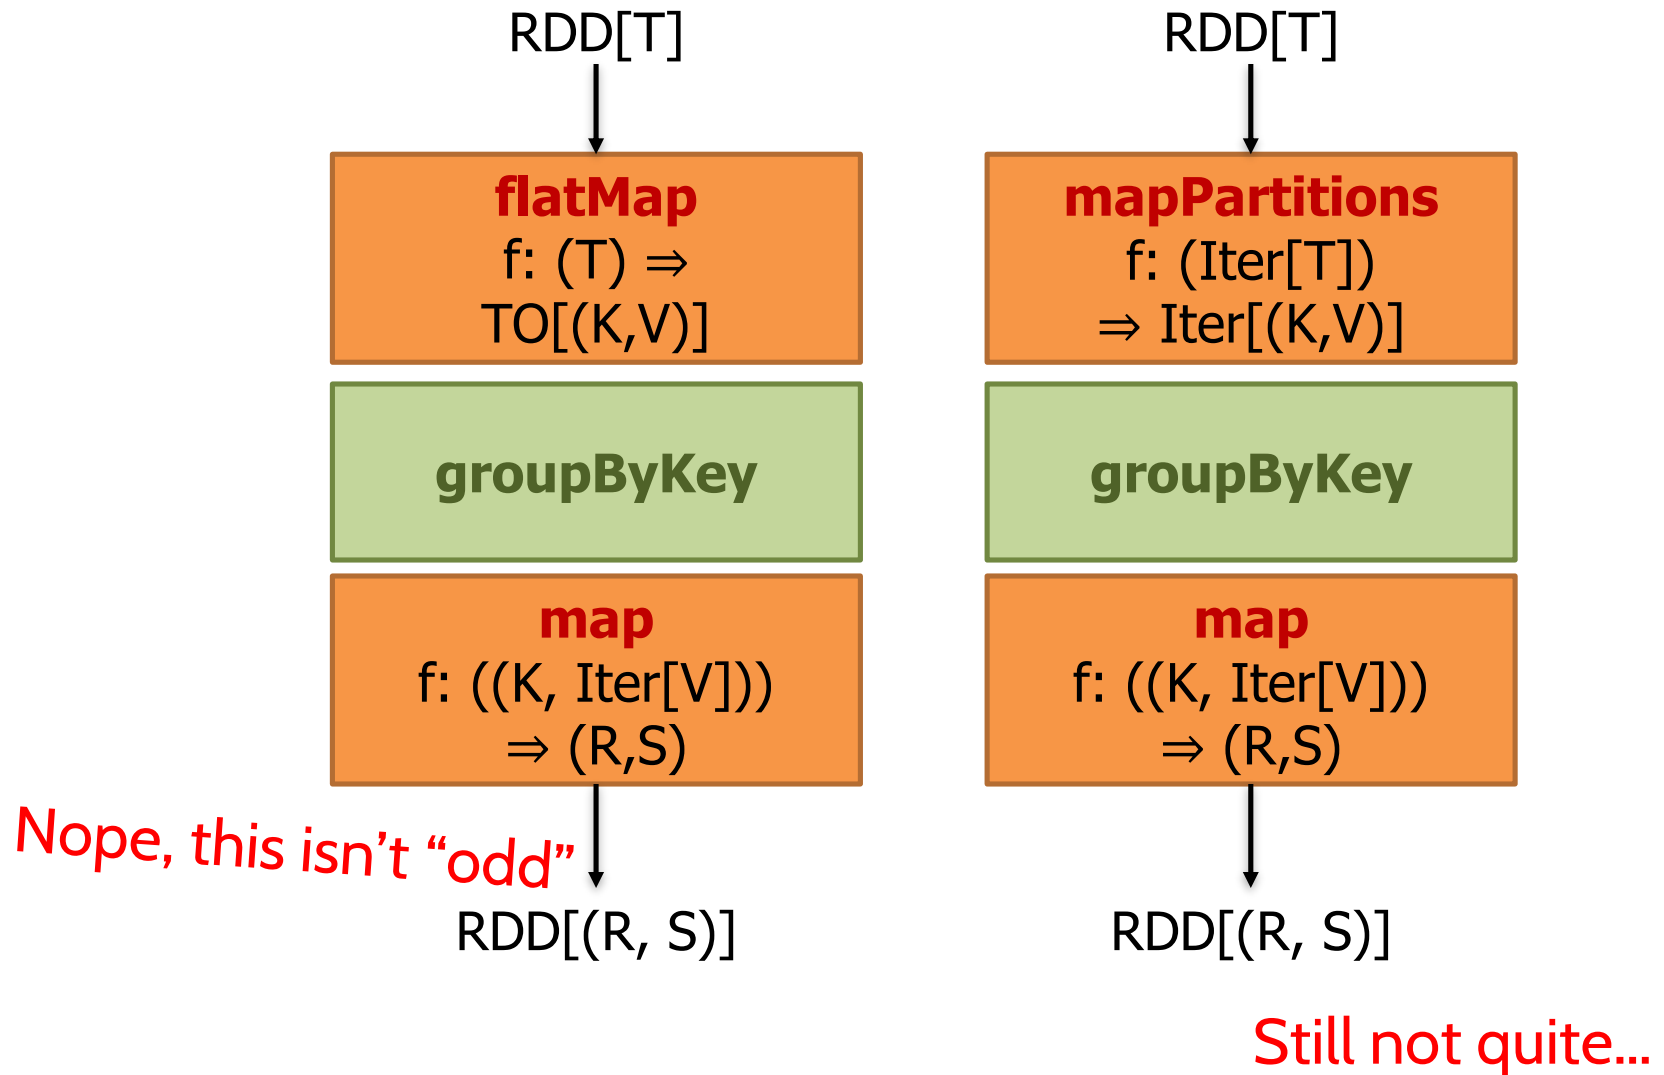 RDD[T]
flatMap
f: (T) ⇒
TO[(K,V)]
groupByKey
map
f: ((K, Iter[V]))
⇒ (R,S)
Nope, this isn’t “odd”
RDD[(R, S)]
RDD[T]
mapPartitions
f: (Iter[T])
⇒ Iter[(K,V)]
groupByKey
map
f: ((K, Iter[V]))
⇒ (R,S)
RDD[(R, S)]
Still not quite...